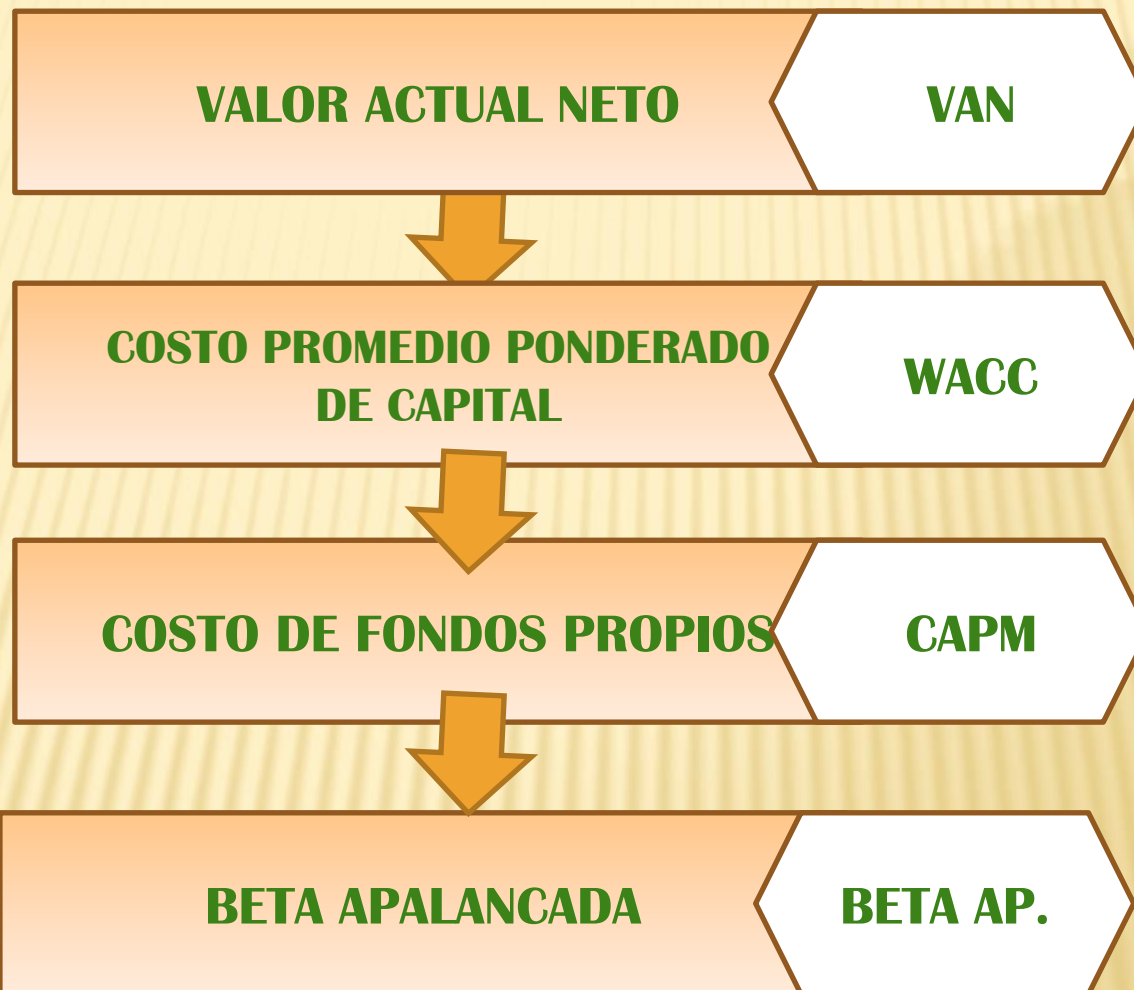 VALOR ACTUAL NETO
VAN
COSTO PROMEDIO PONDERADO
DE CAPITAL
WACC
COSTO DE FONDOS PROPIOS
CAPM
BETA APALANCADA
BETA AP.